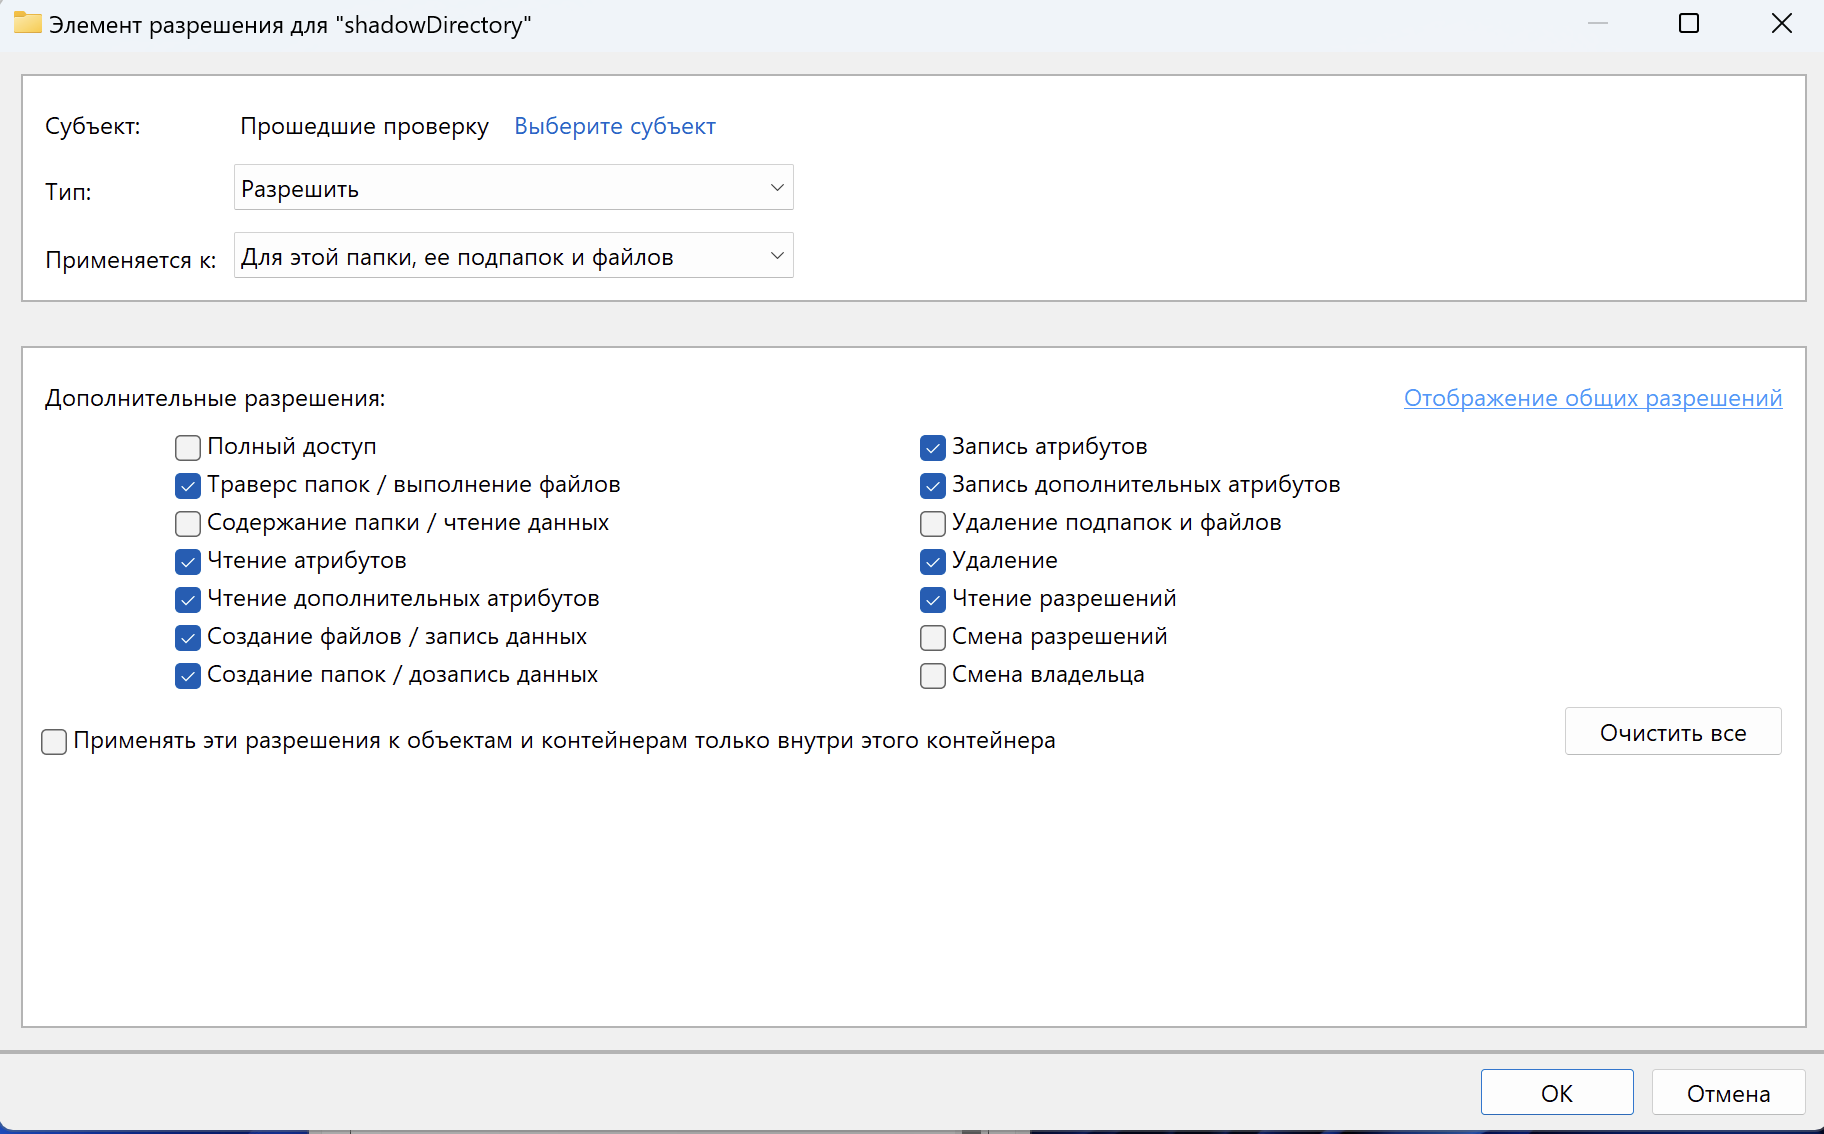 Элемент разрешения для "shadowDirectory"
Субъект: Прошедшие проверку Выберите субъект
Тип: Разрешить
Применяется к: Для этой папки, ее подпапок и файлов
Дополнительные разрешения: Отображение общих разрешений
Полный доступ
Траверс папок / выполнение файлов
Содержание папки / чтение данных
Чтение атрибутов
Чтение дополнительных атрибутов
Создание файлов / запись данных
Создание папок / дозапись данных
Запись атрибутов
Запись дополнительных атрибутов
Удаление подпапок и файлов
Удаление
Чтение разрешений
Смена разрешений
Смена владельца
Применять эти разрешения к объектам и контейнерам только внутри этого контейнера
Очистить все
ОК Отмена